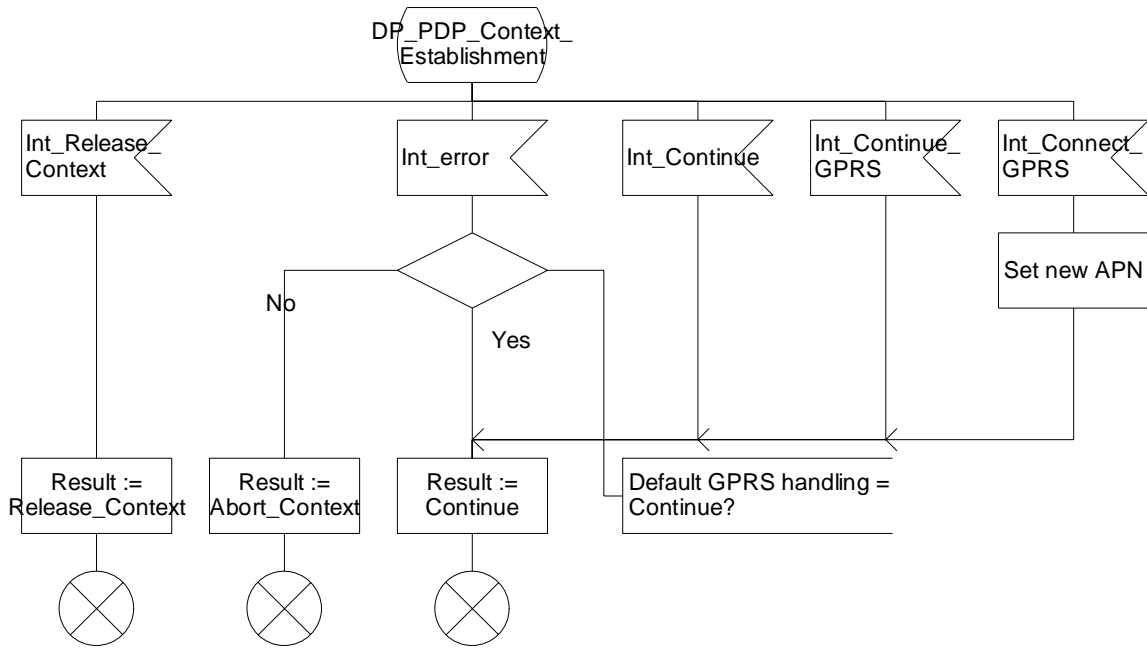 DP_PDP_Context_
Establishment
Int_Release_
Context
Int_error
Int_Continue
Int_Continue_
GPRS
Int_Connect_
GPRS
Set new APN
No
Yes
Result :=
Release_Context
Result :=
Abort_Context
Result :=
Continue
Default GPRS handling =
Continue?